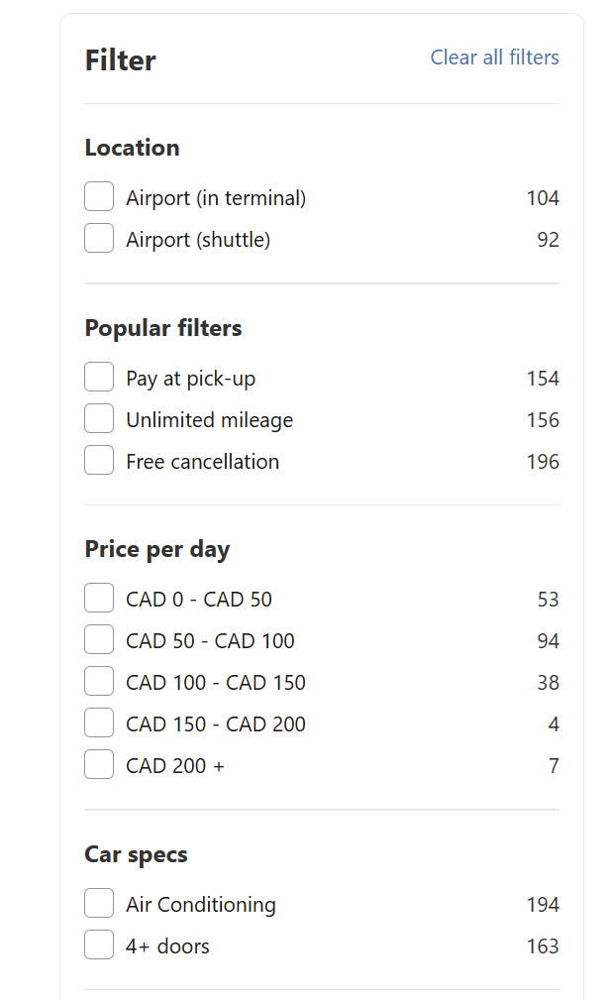 Filter Clear all filters
Location
Airport (in terminal) 104
Airport (shuttle) 92
Popular filters
Pay at pick-up 154
Unlimited mileage 156
Free cancellation 196
Price per day
CAD 0 - CAD 50 53
CAD 50 - CAD 100 94
CAD 100 - CAD 150 38
CAD 150 - CAD 200 4
CAD 200 + 7
Car specs
Air Conditioning 194
4+ doors 163